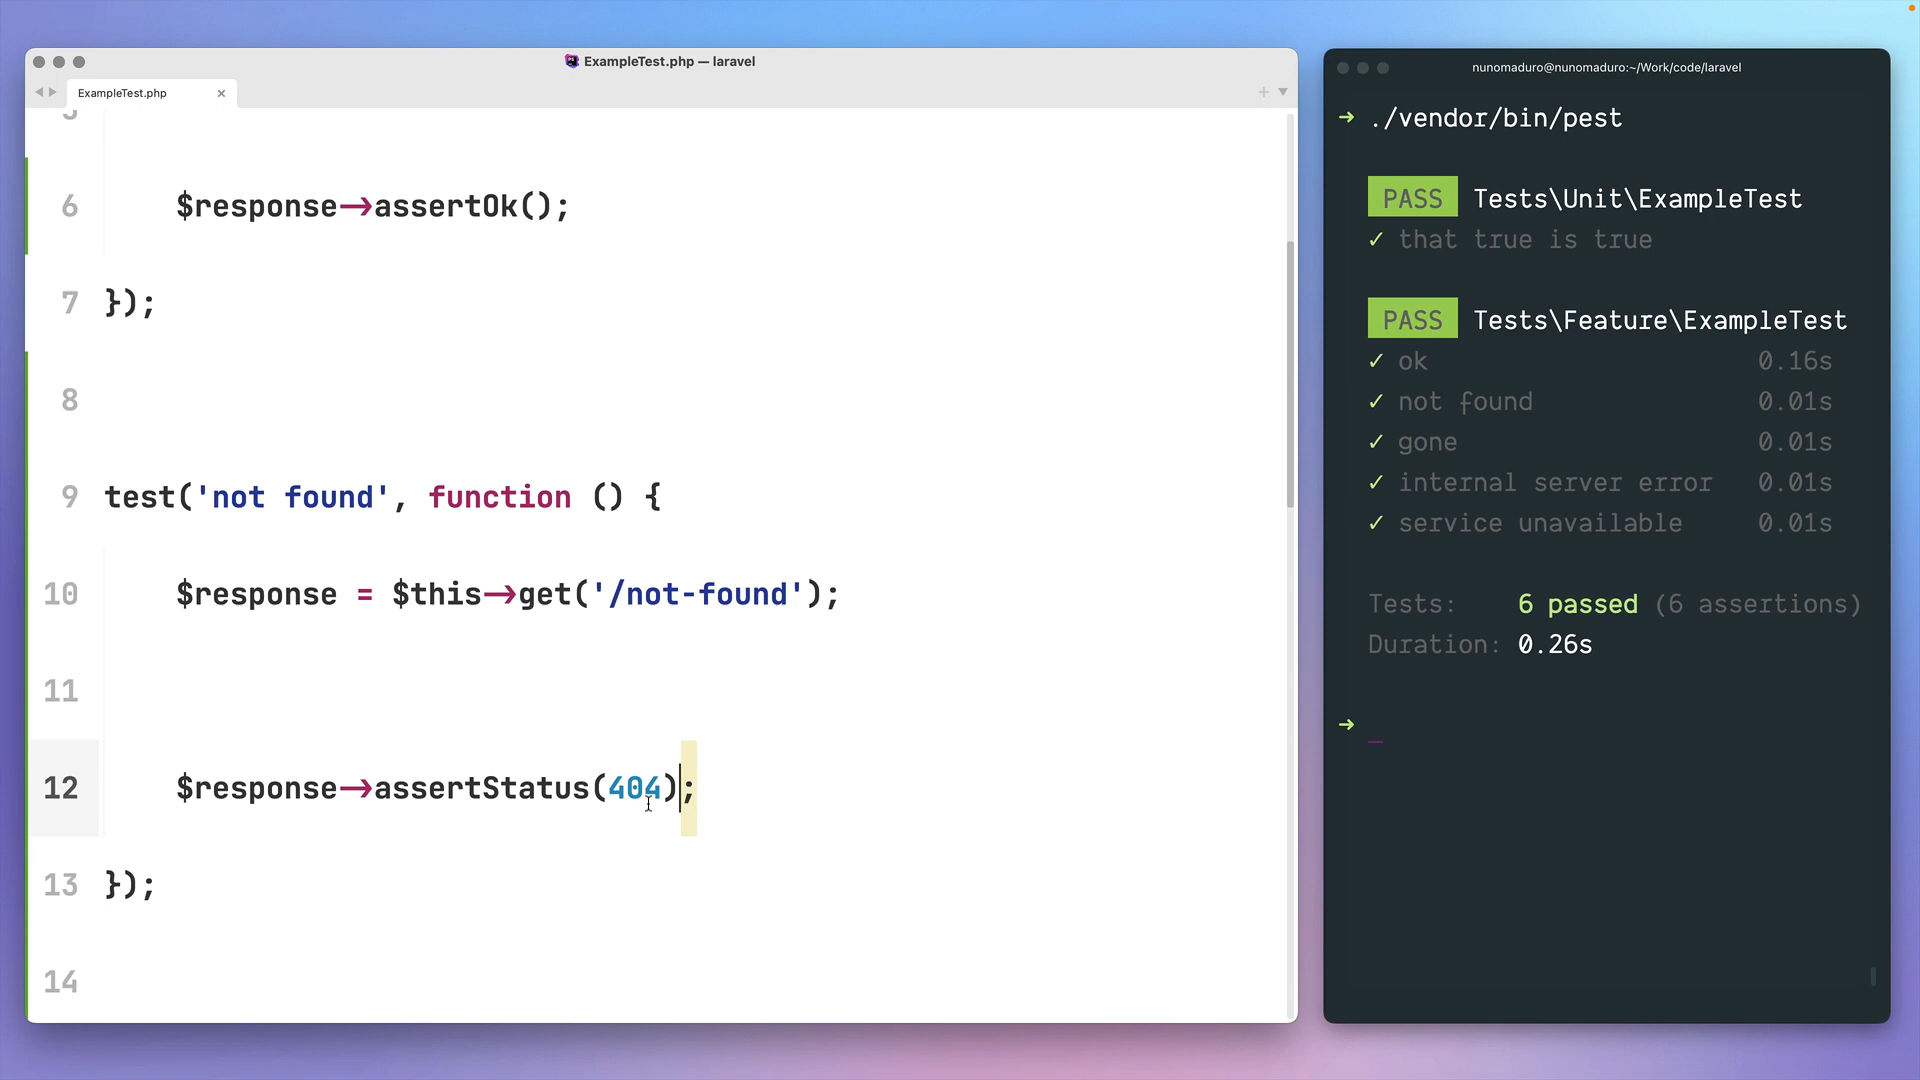 ExampleTest.php — laravel
ExampleTest.php
5
6 $response->assertOk();
7 });
8
9 test('not found', function () {
10 $response = $this->get('/not-found');
11
12 $response->assertStatus(404);
13 });
14
nunomaduro@nunomaduro:~/Work/code/laravel
➜ ./vendor/bin/pest
PASS Tests\Unit\ExampleTest
✓ that true is true
PASS Tests\Feature\ExampleTest
✓ ok 0.16s
✓ not found 0.01s
✓ gone 0.01s
✓ internal server error 0.01s
✓ service unavailable 0.01s
Tests: 6 passed (6 assertions)
Duration: 0.26s
➜ _